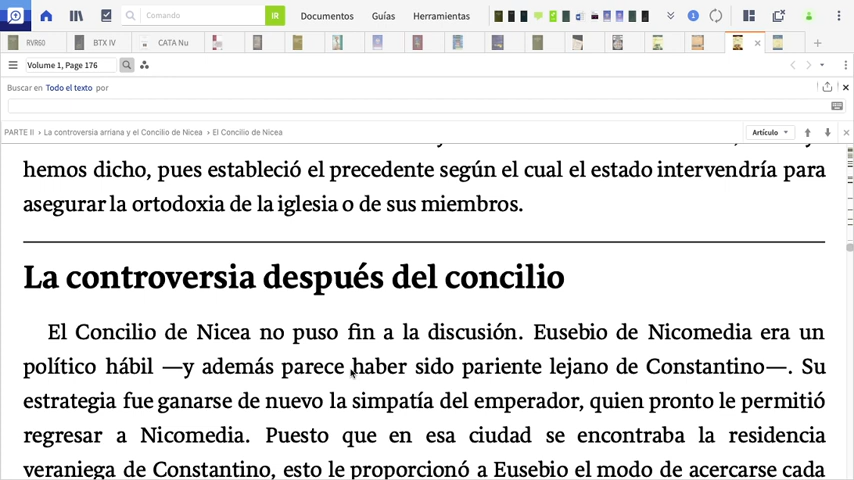 Comando
IR
Documentos
Guías
Herramientas
1
RVR60
BTX IV
CATA Nu
Volume 1, Page 176
Buscar en Todo el texto por
PARTE II › La controversia arriana y el Concilio de Nicea › El Concilio de Nicea
Artículo
hemos dicho, pues estableció el precedente según el cual el estado intervendría para
asegurar la ortodoxia de la iglesia o de sus miembros.
La controversia después del concilio
El Concilio de Nicea no puso fin a la discusión. Eusebio de Nicomedia era un
político hábil —y además parece haber sido pariente lejano de Constantino—. Su
estrategia fue ganarse de nuevo la simpatía del emperador, quien pronto le permitió
regresar a Nicomedia. Puesto que en esa ciudad se encontraba la residencia
veraniega de Constantino, esto le proporcionó a Eusebio el modo de acercarse cada